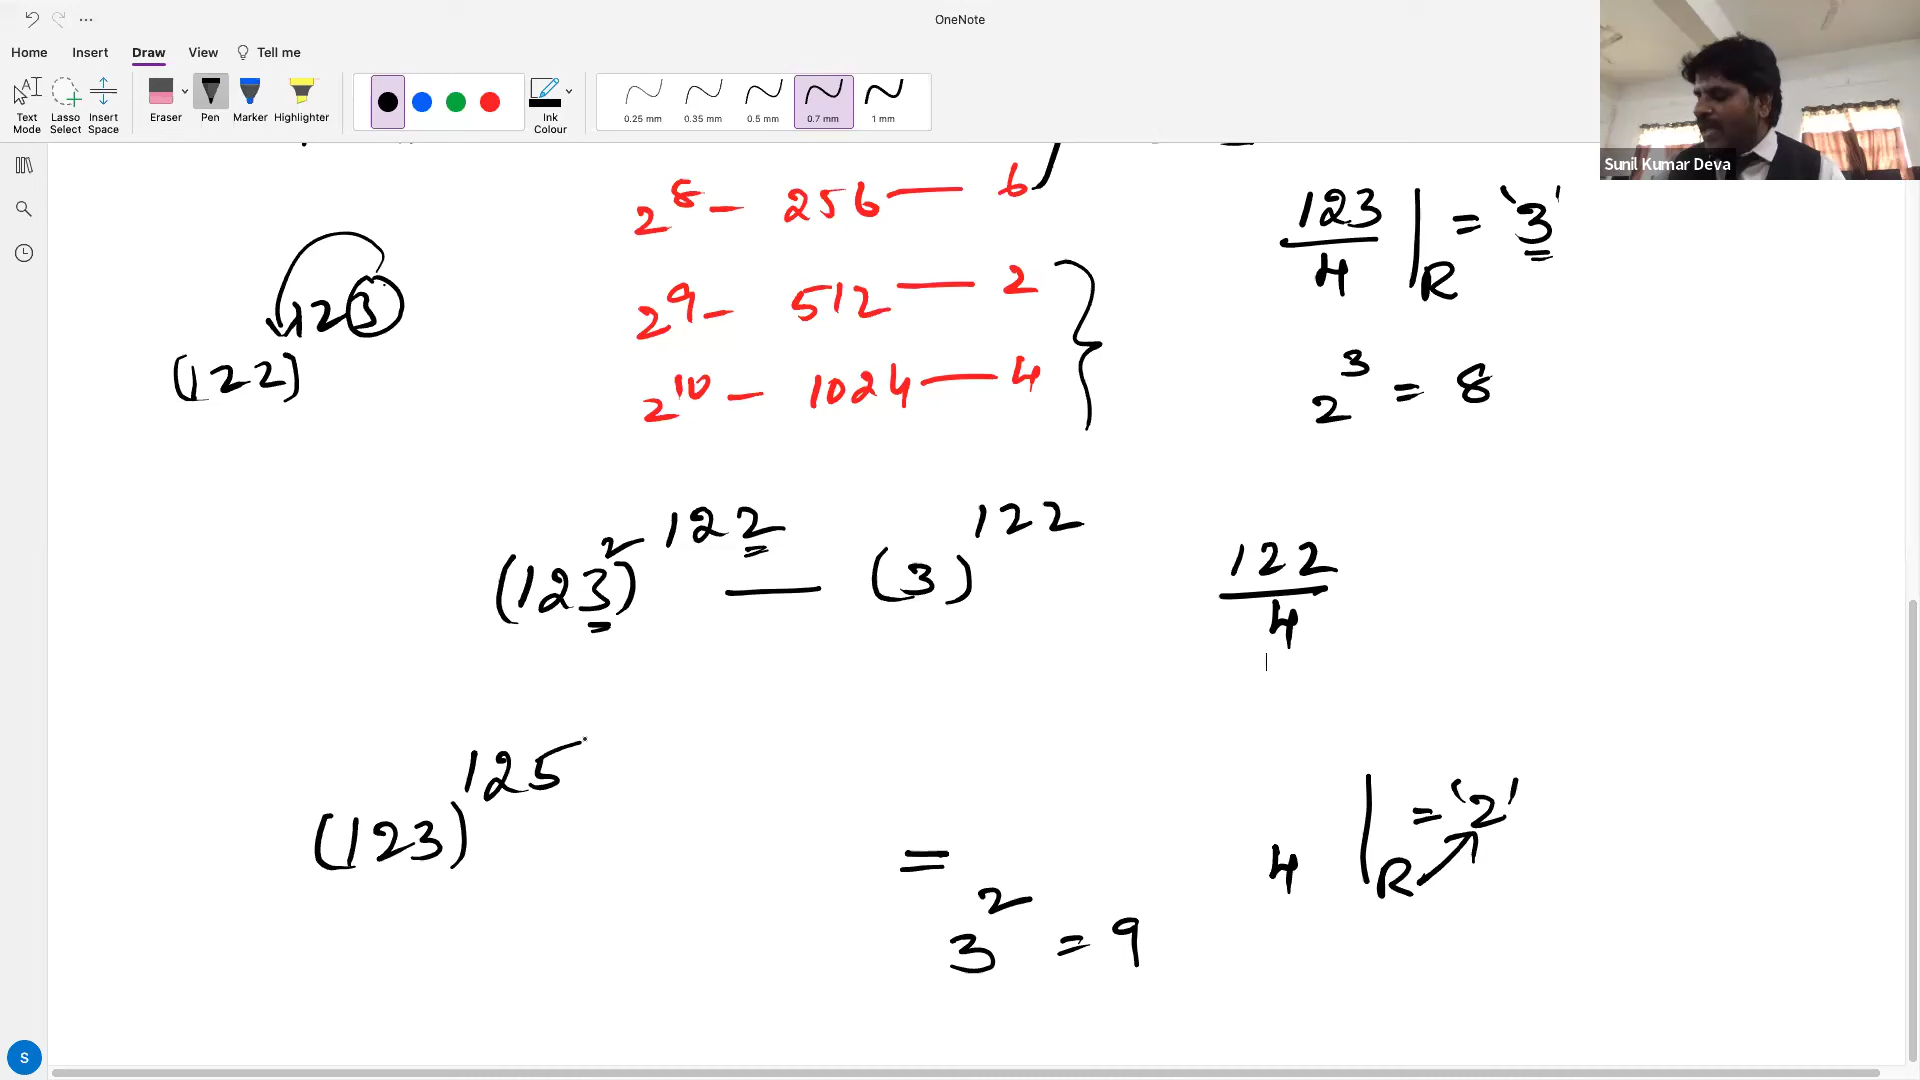 OneNote
Home Insert Draw View Tell me
Text Mode
Lasso Select
Insert Space
Eraser
Pen
Marker
Highlighter
Ink Colour
0.25 mm 0.35 mm 0.5 mm 0.7 mm 1 mm
Sunil Kumar Deva
2^8 - 256 — 6
123/4 |R = '3'
123
2^9 - 512 — 2
(122)
2^10 - 1024 — 4
2^3 = 8
(123)^2 122 — (3)^122
122/4
(123)^125
4 |R = '2'
=
3^2 = 9
S